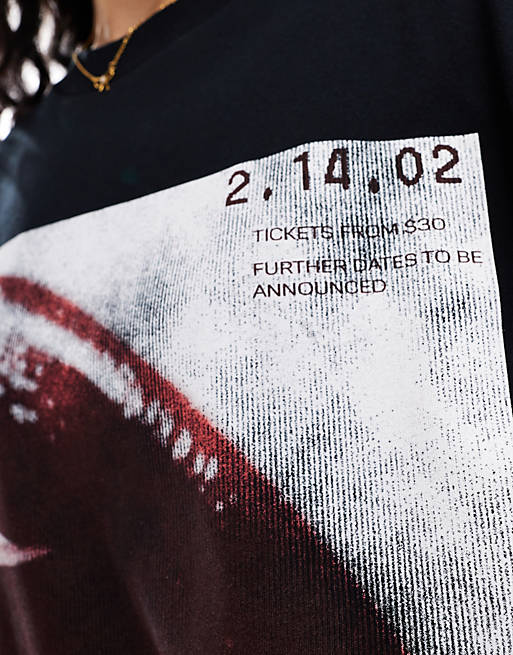 2.14.02
TICKETS FROM $30
FURTHER DATES TO BE
ANNOUNCED